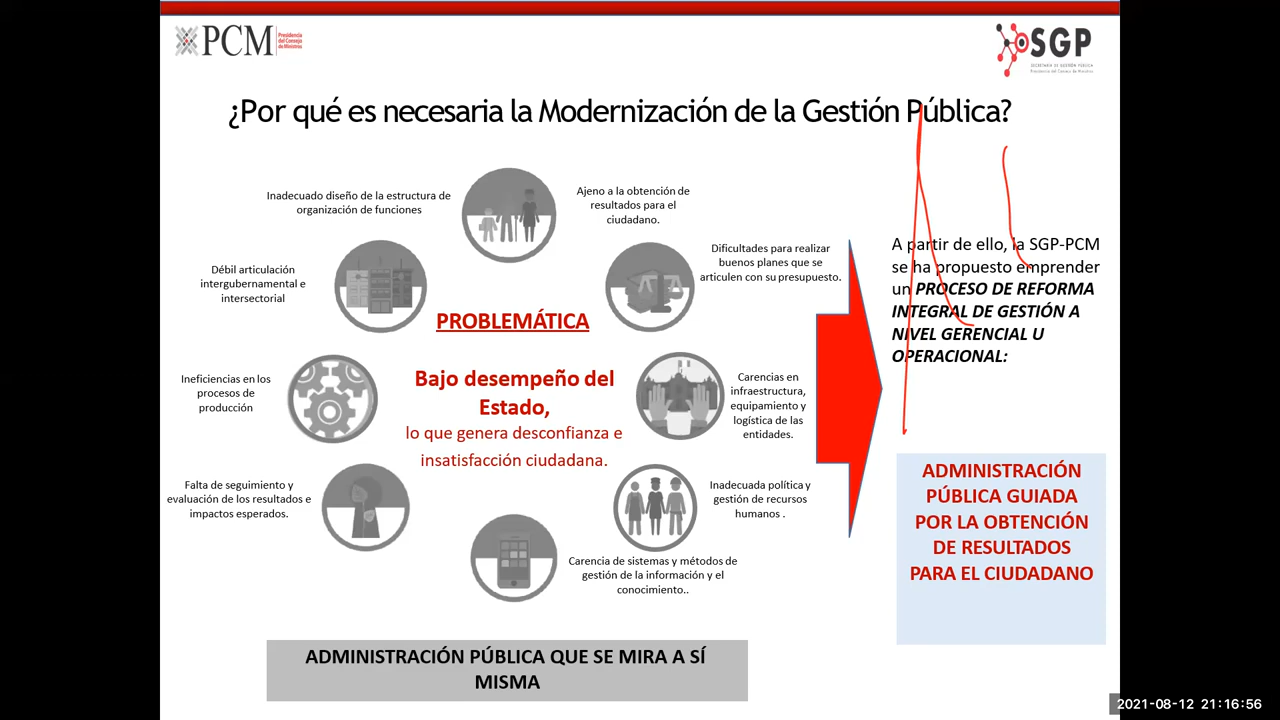 PCM
Presidencia
del Consejo
de Ministros
SGP
SECRETARÍA DE GESTIÓN PÚBLICA
Presidencia del Consejo de Ministros
¿Por qué es necesaria la Modernización de la Gestión Pública?
Inadecuado diseño de la estructura de
organización de funciones
Ajeno a la obtención de
resultados para el
ciudadano.
Débil articulación
intergubernamental e
intersectorial
Dificultades para realizar
buenos planes que se
articulen con su presupuesto.
PROBLEMÁTICA
Bajo desempeño del
Estado,
lo que genera desconfianza e
insatisfacción ciudadana.
Ineficiencias en los
procesos de
producción
Carencias en
infraestructura,
equipamiento y
logística de las
entidades.
Falta de seguimiento y
evaluación de los resultados e
impactos esperados.
Inadecuada política y
gestión de recursos
humanos .
Carencia de sistemas y métodos de
gestión de la información y el
conocimiento..
A partir de ello, la SGP-PCM
se ha propuesto emprender
un PROCESO DE REFORMA
INTEGRAL DE GESTIÓN A
NIVEL GERENCIAL U
OPERACIONAL:
ADMINISTRACIÓN
PÚBLICA GUIADA
POR LA OBTENCIÓN
DE RESULTADOS
PARA EL CIUDADANO
ADMINISTRACIÓN PÚBLICA QUE SE MIRA A SÍ
MISMA
2021-08-12 21:16:56